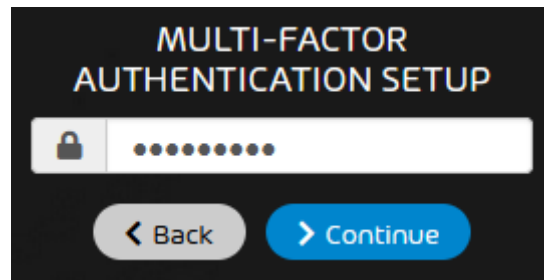 MULTI-FACTOR
AUTHENTICATION SETUP
•••••••••
Back
Continue